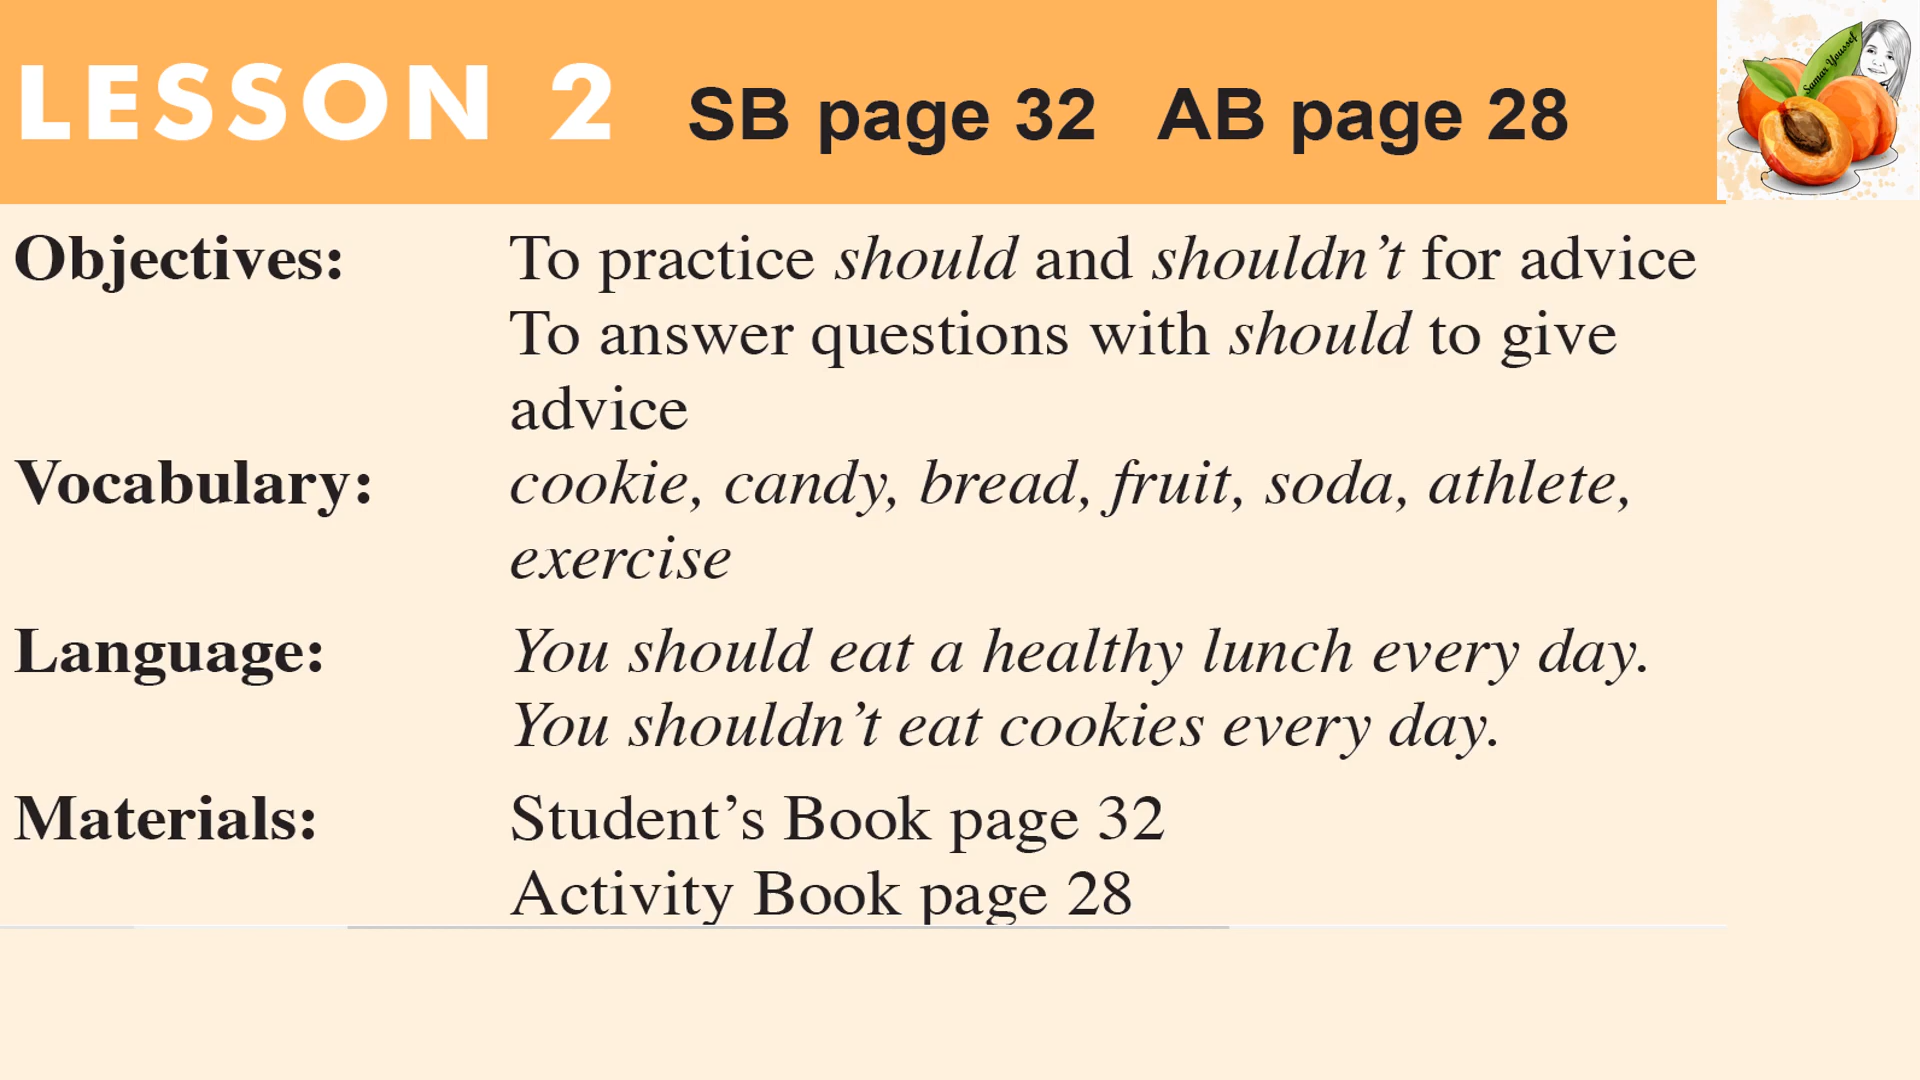 LESSON 2 SB page 32 AB page 28
Samar Youssef
Objectives: To practice should and shouldn’t for advice
To answer questions with should to give
advice
Vocabulary: cookie, candy, bread, fruit, soda, athlete,
exercise
Language: You should eat a healthy lunch every day.
You shouldn’t eat cookies every day.
Materials: Student’s Book page 32
Activity Book page 28